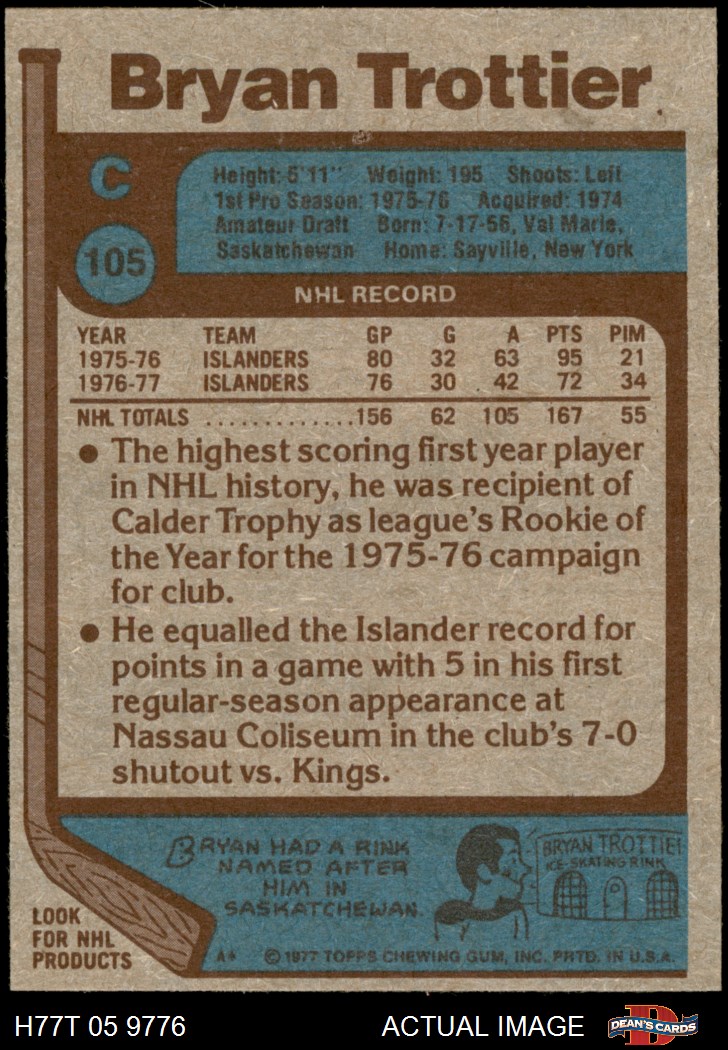 Bryan Trottier
C
105
Height: 5'11" Weight: 195 Shoots: Left
1st Pro Season: 1975-76 Acquired: 1974
Amateur Draft Born: 7-17-56, Val Marie,
Saskatchewan Home: Sayville, New York
NHL RECORD
YEAR TEAM GP G A PTS PIM
1975-76 ISLANDERS 80 32 63 95 21
1976-77 ISLANDERS 76 30 42 72 34
NHL TOTALS .............156 62 105 167 55
● The highest scoring first year player
in NHL history, he was recipient of
Calder Trophy as league's Rookie of
the Year for the 1975-76 campaign
for club.
● He equalled the Islander record for
points in a game with 5 in his first
regular-season appearance at
Nassau Coliseum in the club's 7-0
shutout vs. Kings.
BRYAN HAD A RINK
NAMED AFTER
HIM IN
SASKATCHEWAN.
BRYAN TROTTIER
ICE-SKATING RINK
LOOK
FOR NHL
PRODUCTS
A* ©1977 TOPPS CHEWING GUM, INC. PRTD. IN U.S.A.
H77T 05 9776 ACTUAL IMAGE
DEAN'S CARDS